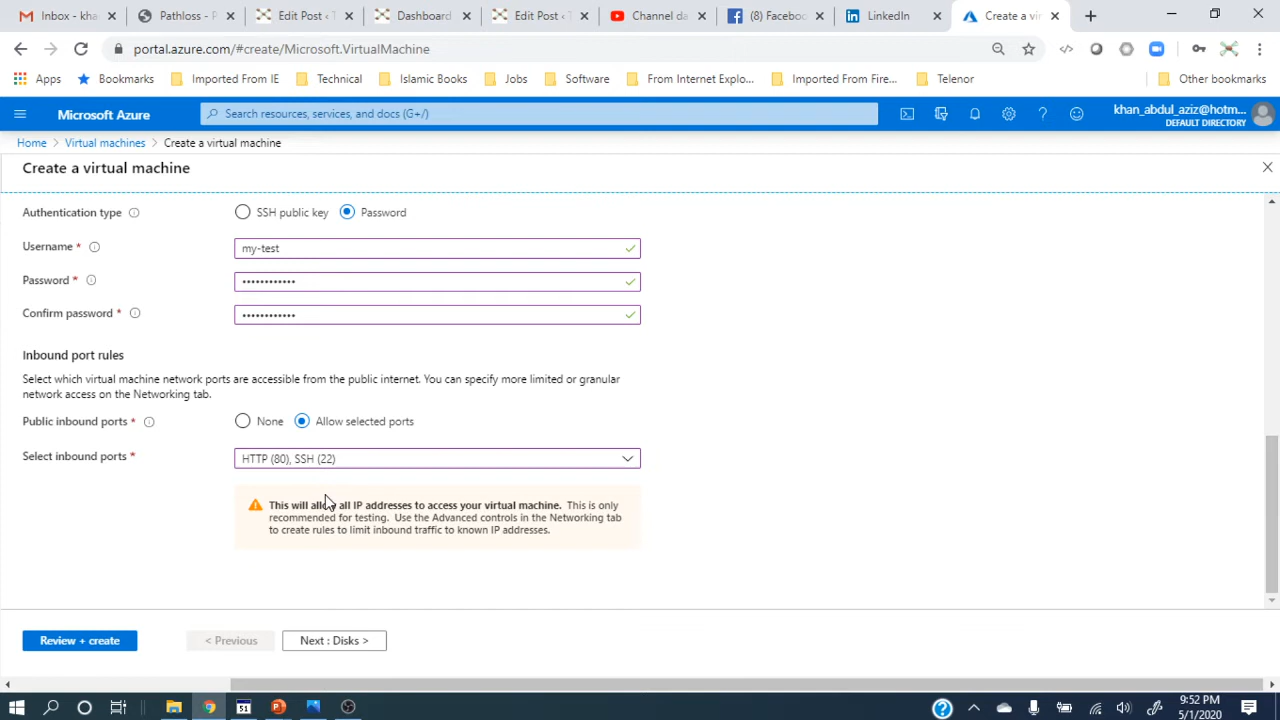 Inbox - kha
Pathloss - P
Edit Post ‹ T
Dashboard
Edit Post ‹ T
Channel da
(8) Faceboo
LinkedIn
Create a vir
portal.azure.com/#create/Microsoft.VirtualMachine
Apps
Bookmarks
Imported From IE
Technical
Islamic Books
Jobs
Software
From Internet Explo...
Imported From Fire...
Telenor
Other bookmarks
Microsoft Azure
Search resources, services, and docs (G+/)
khan_abdul_aziz@hotm...
DEFAULT DIRECTORY
Home > Virtual machines > Create a virtual machine
Create a virtual machine
Authentication type
SSH public key
Password
Username *
my-test
Password *
••••••••••••
Confirm password *
••••••••••••
Inbound port rules
Select which virtual machine network ports are accessible from the public internet. You can specify more limited or granular
network access on the Networking tab.
Public inbound ports *
None
Allow selected ports
Select inbound ports *
HTTP (80), SSH (22)
This will allow all IP addresses to access your virtual machine. This is only
recommended for testing. Use the Advanced controls in the Networking tab
to create rules to limit inbound traffic to known IP addresses.
Review + create
< Previous
Next : Disks >
31
9:52 PM
5/1/2020